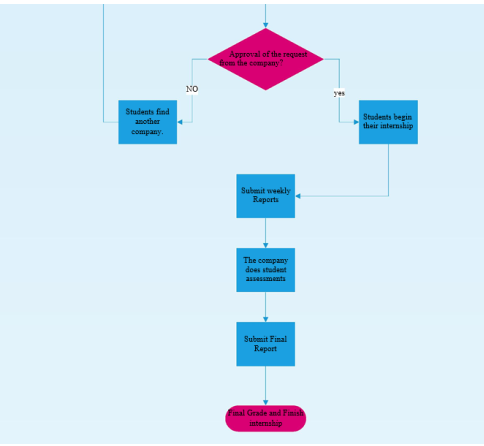 Approval of the request
from the company?
NO
yes
Students find
another
company.
Students begin
their internship
Submit weekly
Reports
The company
does student
assessments
Submit Final
Report
Final Grade and Finish
internship